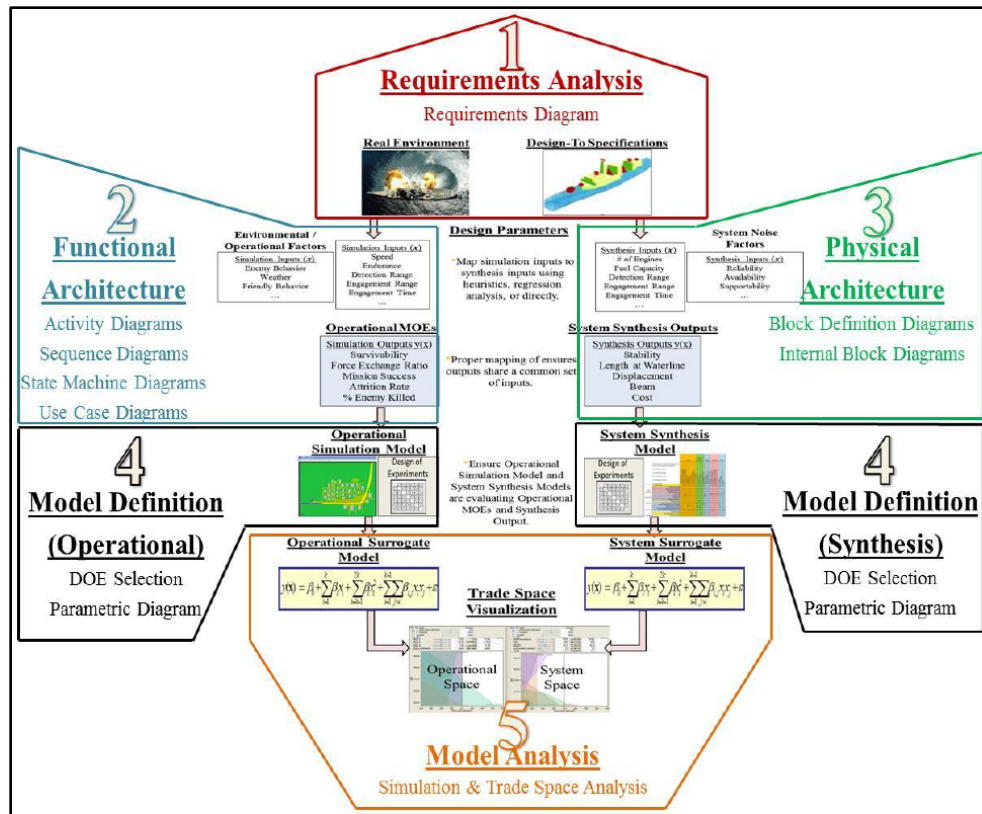 1
Requirements Analysis
Requirements Diagram
Real Environment
Design-To Specifications
2
Functional
Architecture
Activity Diagrams
Sequence Diagrams
State Machine Diagrams
Use Case Diagrams
Environmental /
Operational Factors
Simulation Inputs (x)
Enemy Behavior
Weather
Friendly Behavior
...
Simulation Inputs (x)
Speed
Endurance
Detection Range
Engagement Range
Engagement Time
...
Design Parameters
*Map simulation inputs to
synthesis inputs using
heuristics, regression
analysis, or directly.
Synthesis Inputs (x)
# of Engines
Fuel Capacity
Detection Range
Engagement Range
Engagement Time
...
System Noise
Factors
Synthesis Inputs (x)
Reliability
Availability
Supportability
...
3
Physical
Architecture
Block Definition Diagrams
Internal Block Diagrams
Operational MOEs
Simulation Outputs y(x)
Survivability
Force Exchange Ratio
Mission Success
Attrition Rate
% Enemy Killed
*Proper mapping of ensures
outputs share a common set
of inputs.
System Synthesis Outputs
Synthesis Outputs y(x)
Stability
Length at Waterline
Displacement
Beam
Cost
4
Model Definition
(Operational)
DOE Selection
Parametric Diagram
Operational
Simulation Model
Design of
Experiments
*Ensure Operational
Simulation Model and
System Synthesis Models
are evaluating Operational
MOEs and Synthesis
Output.
System Synthesis
Model
Design of
Experiments
4
Model Definition
(Synthesis)
DOE Selection
Parametric Diagram
Operational Surrogate
Model
System Surrogate
Model
Trade Space
Visualization
Operational
Space
System
Space
5
Model Analysis
Simulation & Trade Space Analysis